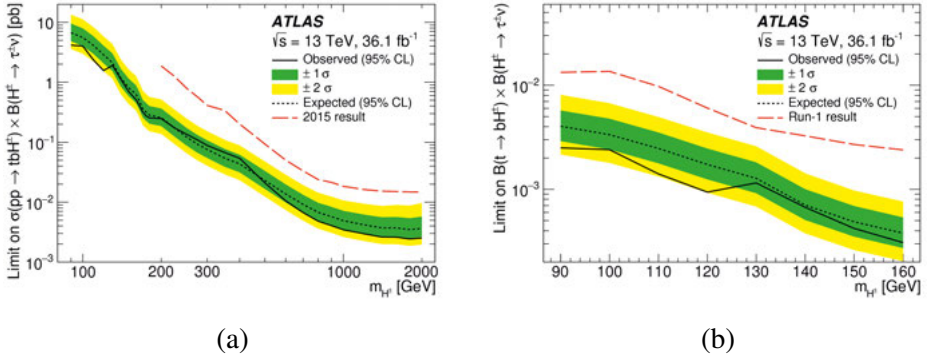 Limit on σ(pp → tbH±) × B(H± → τ±ν) [pb]
10
1
10⁻¹
10⁻²
10⁻³
ATLAS
√s = 13 TeV, 36.1 fb⁻¹
Observed (95% CL)
± 1 σ
± 2 σ
Expected (95% CL)
2015 result
100 200 300 1000 2000
m_H± [GeV]
(a)
Limit on B(t → bH±) × B(H± → τ±ν)
10⁻²
10⁻³
ATLAS
√s = 13 TeV, 36.1 fb⁻¹
Observed (95% CL)
± 1 σ
± 2 σ
Expected (95% CL)
Run-1 result
90 100 110 120 130 140 150 160
m_H± [GeV]
(b)